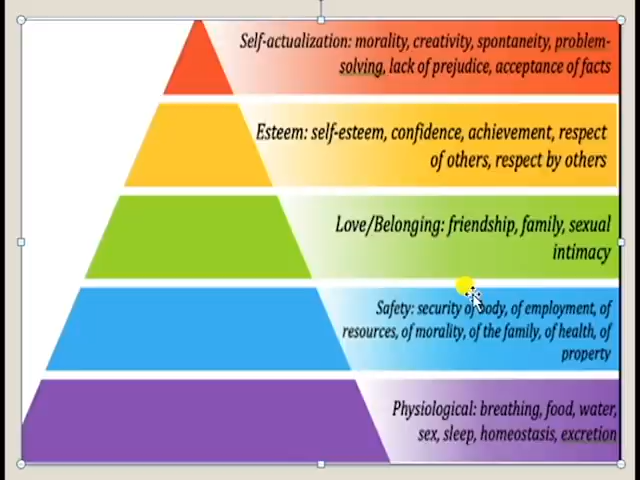 Self-actualization: morality, creativity, spontaneity, problem-
solving, lack of prejudice, acceptance of facts
Esteem: self-esteem, confidence, achievement, respect
of others, respect by others
Love/Belonging: friendship, family, sexual
intimacy
Safety: security of body, of employment, of
resources, of morality, of the family, of health, of
property
Physiological: breathing, food, water,
sex, sleep, homeostasis, excretion